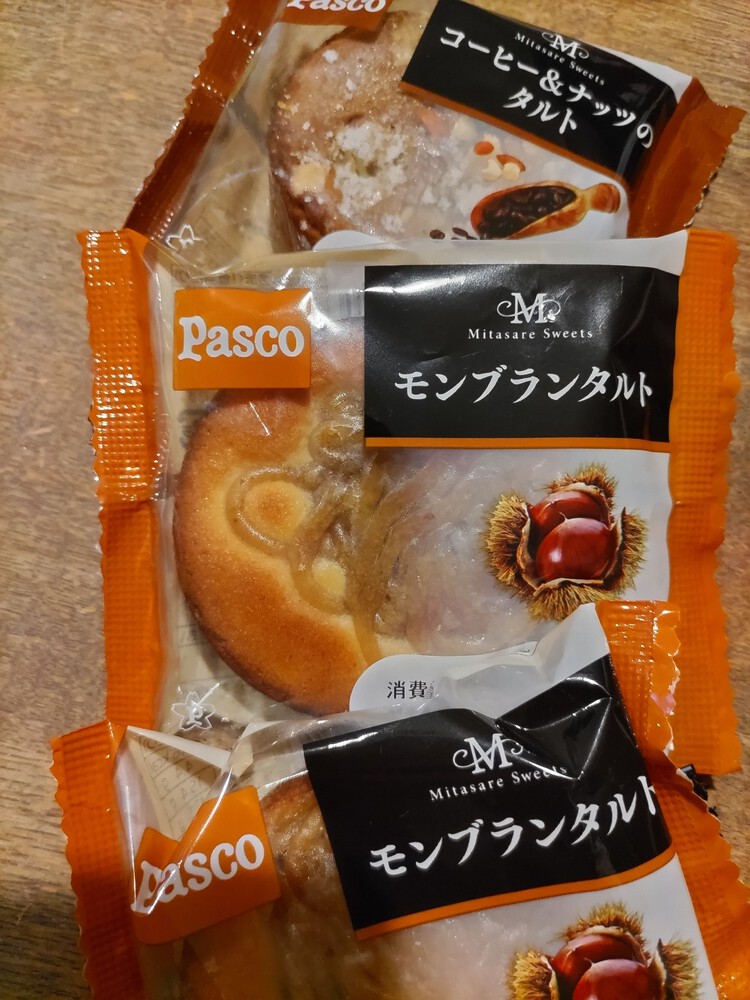 Pasco
M
Mitasare Sweets
コーヒー&ナッツの
タルト
Pasco
M
Mitasare Sweets
モンブランタルト
消費
M
Mitasare Sweets
Pasco
モンブランタルト